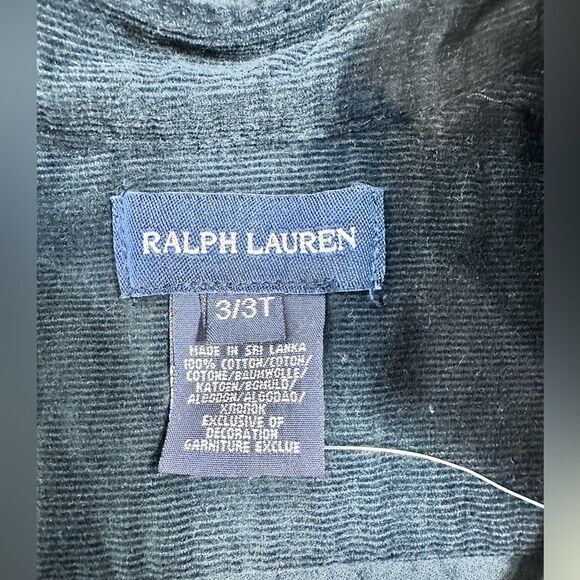 RALPH LAUREN
3/3T
MADE IN SRI LANKA
100% COTTON/COTON/
COTONE/BAUMWOLLE/
KATOEN/BOMULD/
ALGODON/ALGODÃO/
ХЛОПОК
EXCLUSIVE OF
DECORATION
GARNITURE EXCLUE